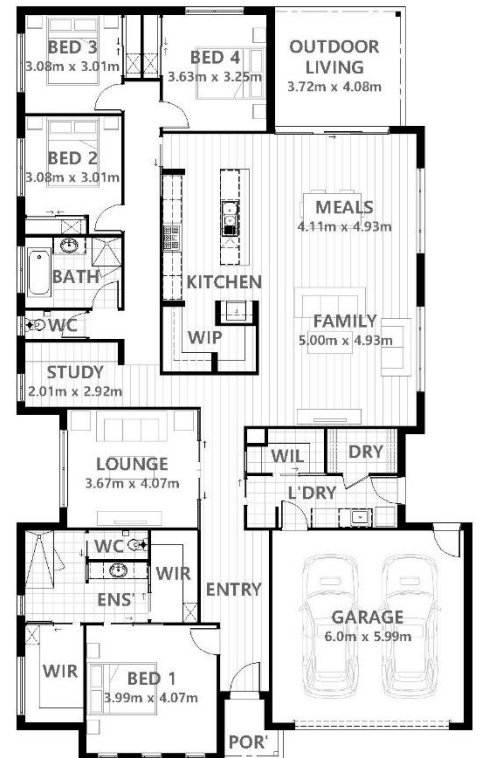 BED 3
3.08m x 3.01m
BED 4
3.63m x 3.25m
OUTDOOR
LIVING
3.72m x 4.08m
BED 2
3.08m x 3.01m
MEALS
4.11m x 4.93m
BATH
KITCHEN
WC
WIP
FAMILY
5.00m x 4.93m
STUDY
2.01m x 2.92m
LOUNGE
3.67m x 4.07m
WIL
DRY
L'DRY
WC
WIR
ENS'
ENTRY
GARAGE
6.0m x 5.99m
WIR
BED 1
3.99m x 4.07m
POR'